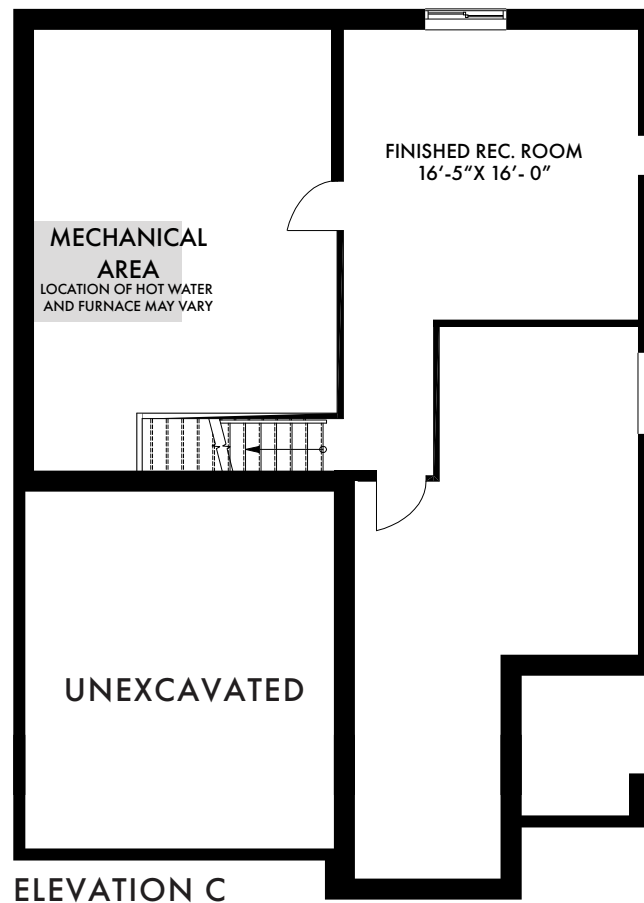 FINISHED REC. ROOM
16'-5"X 16'- 0"
MECHANICAL
AREA
LOCATION OF HOT WATER
AND FURNACE MAY VARY
UNEXCAVATED
ELEVATION C